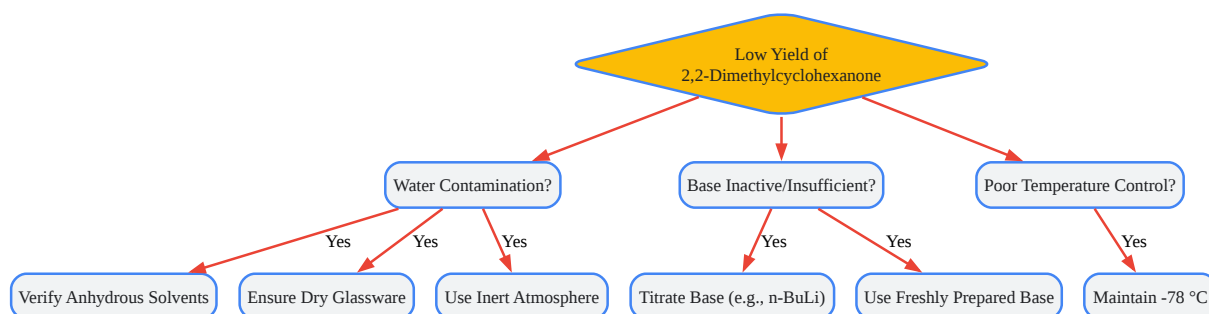 Low Yield of
2,2-Dimethylcyclohexanone
Water Contamination?
Base Inactive/Insufficient?
Poor Temperature Control?
Yes
Yes
Yes
Yes
Yes
Yes
Verify Anhydrous Solvents
Ensure Dry Glassware
Use Inert Atmosphere
Titrate Base (e.g., n-BuLi)
Use Freshly Prepared Base
Maintain -78 °C